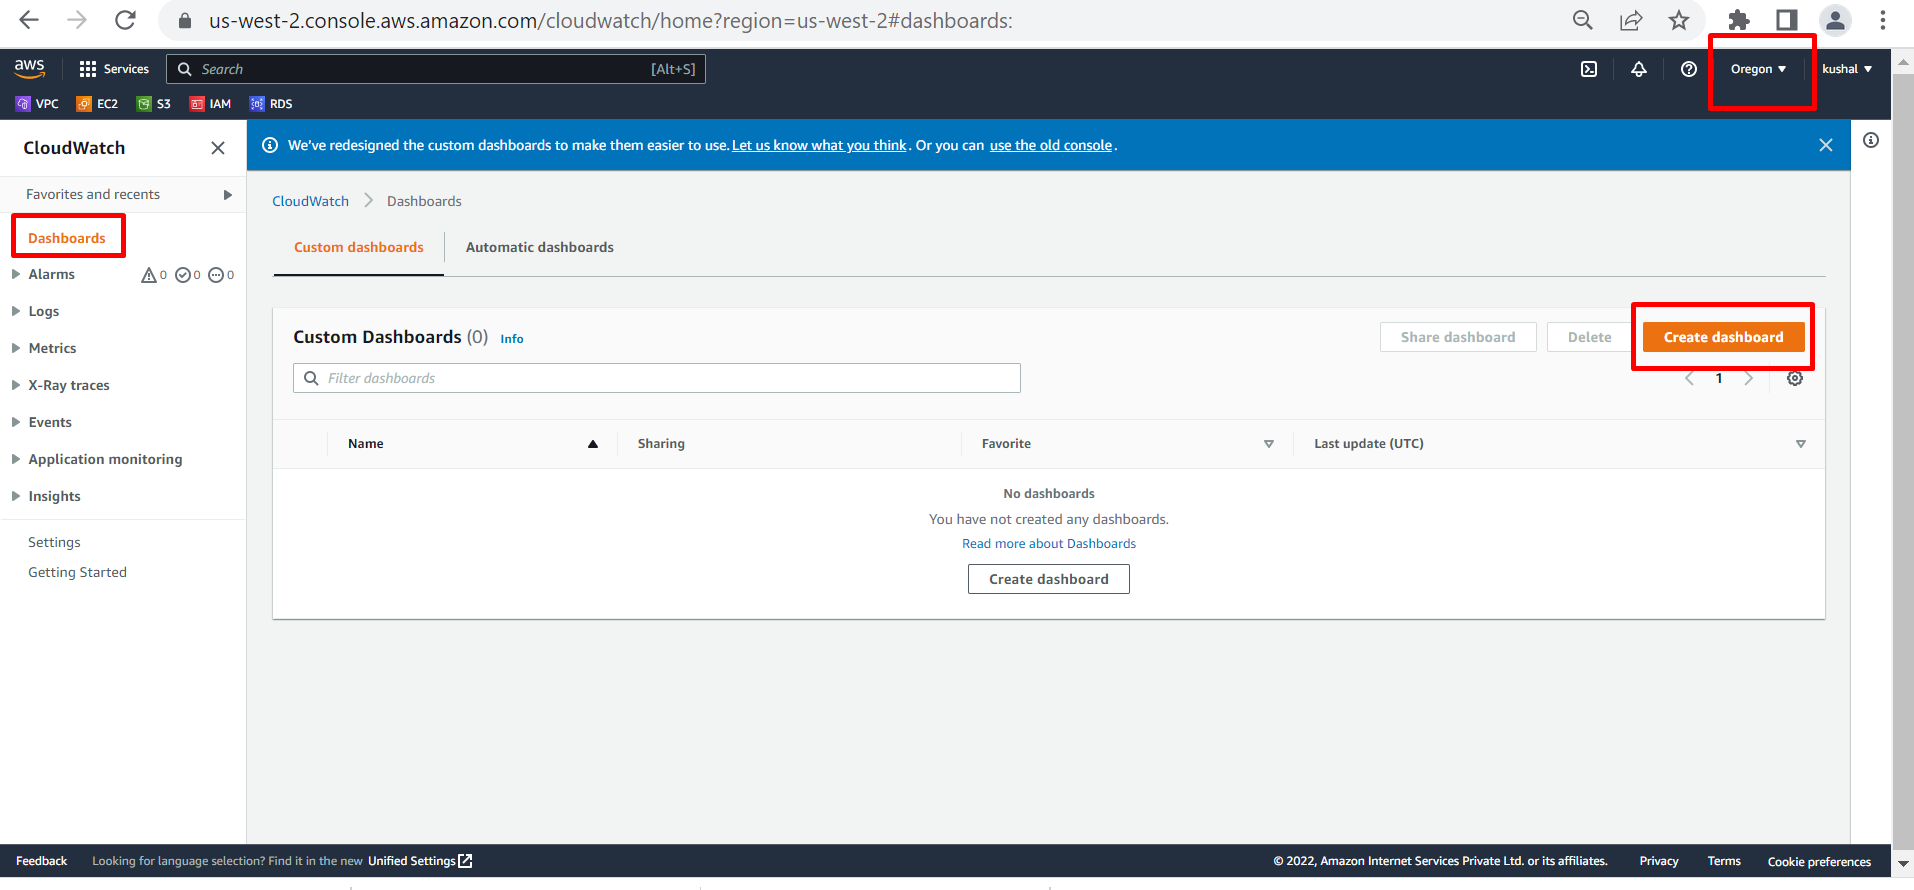 us-west-2.console.aws.amazon.com/cloudwatch/home?region=us-west-2#dashboards:
aws Services Search [Alt+S] Oregon kushal
VPC EC2 S3 IAM RDS
CloudWatch
We've redesigned the custom dashboards to make them easier to use. Let us know what you think. Or you can use the old console.
Favorites and recents
Dashboards
Alarms 0 0 0
Logs
Metrics
X-Ray traces
Events
Application monitoring
Insights
Settings
Getting Started
CloudWatch Dashboards
Custom dashboards Automatic dashboards
Custom Dashboards (0) Info Share dashboard Delete Create dashboard
Filter dashboards 1
Name Sharing Favorite Last update (UTC)
No dashboards
You have not created any dashboards.
Read more about Dashboards
Create dashboard
Feedback Looking for language selection? Find it in the new Unified Settings © 2022, Amazon Internet Services Private Ltd. or its affiliates. Privacy Terms Cookie preferences